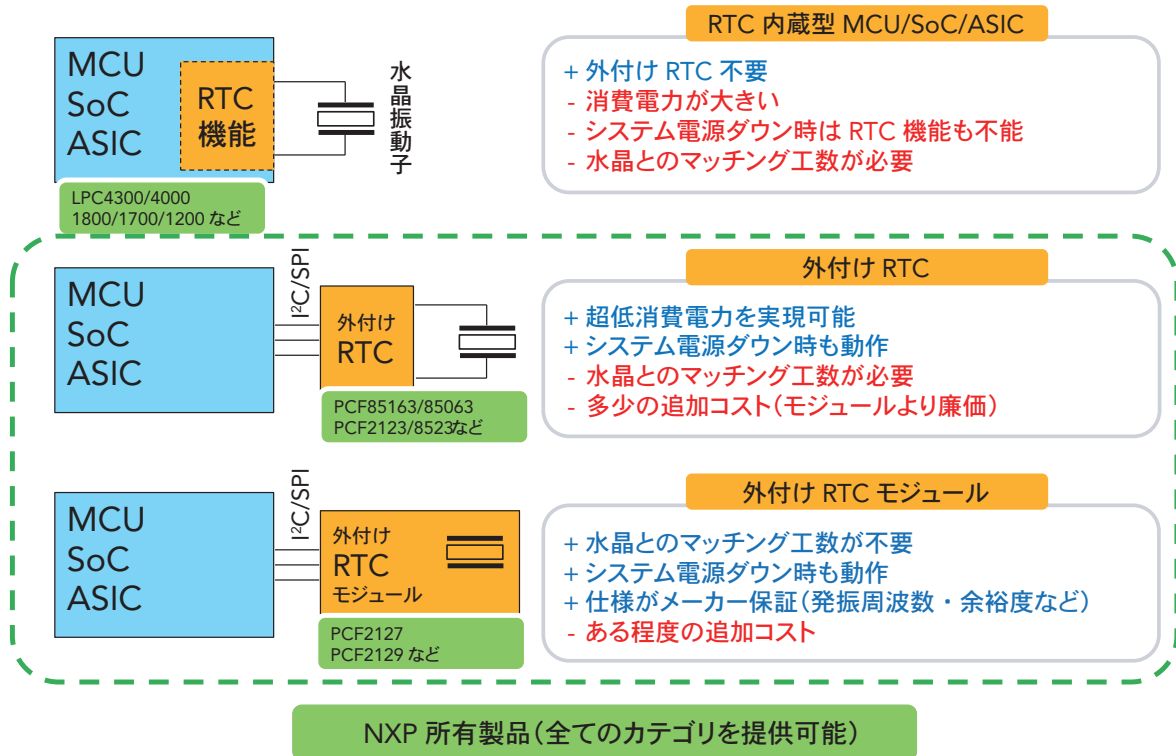 RTC 内蔵型 MCU/SoC/ASIC
MCU
SoC
ASIC
RTC
機能
水晶振動子
LPC4300/4000
1800/1700/1200 など
+ 外付け RTC 不要
- 消費電力が大きい
- システム電源ダウン時は RTC 機能も不能
- 水晶とのマッチング工数が必要
外付け RTC
MCU
SoC
ASIC
I²C/SPI
外付け
RTC
PCF85163/85063
PCF2123/8523など
+ 超低消費電力を実現可能
+ システム電源ダウン時も動作
- 水晶とのマッチング工数が必要
- 多少の追加コスト(モジュールより廉価)
外付け RTC モジュール
MCU
SoC
ASIC
I²C/SPI
外付け
RTC
モジュール
PCF2127
PCF2129 など
+ 水晶とのマッチング工数が不要
+ システム電源ダウン時も動作
+ 仕様がメーカー保証(発振周波数・余裕度など)
- ある程度の追加コスト
NXP 所有製品(全てのカテゴリを提供可能)